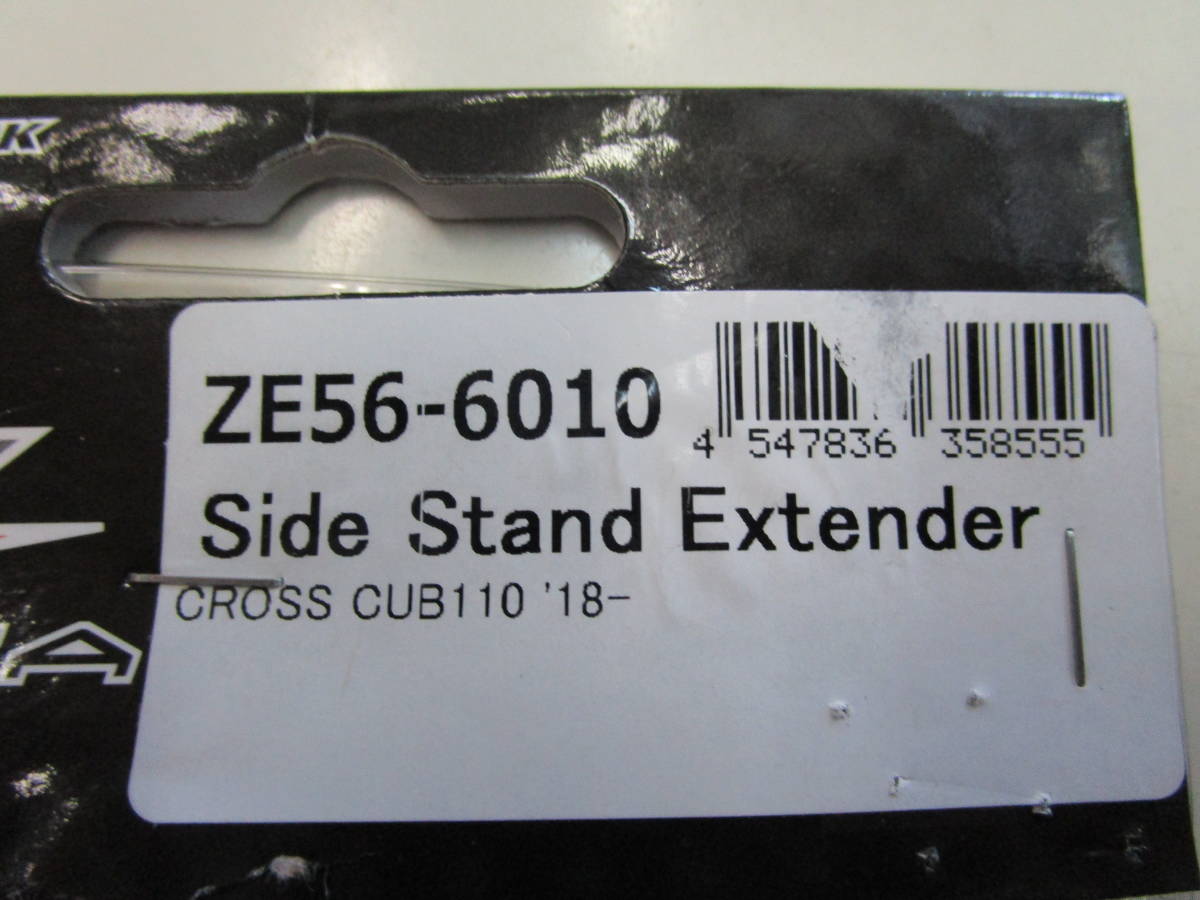 K
ZE56-6010
4 547836 358555
Side Stand Extender
CROSS CUB110 '18-
A